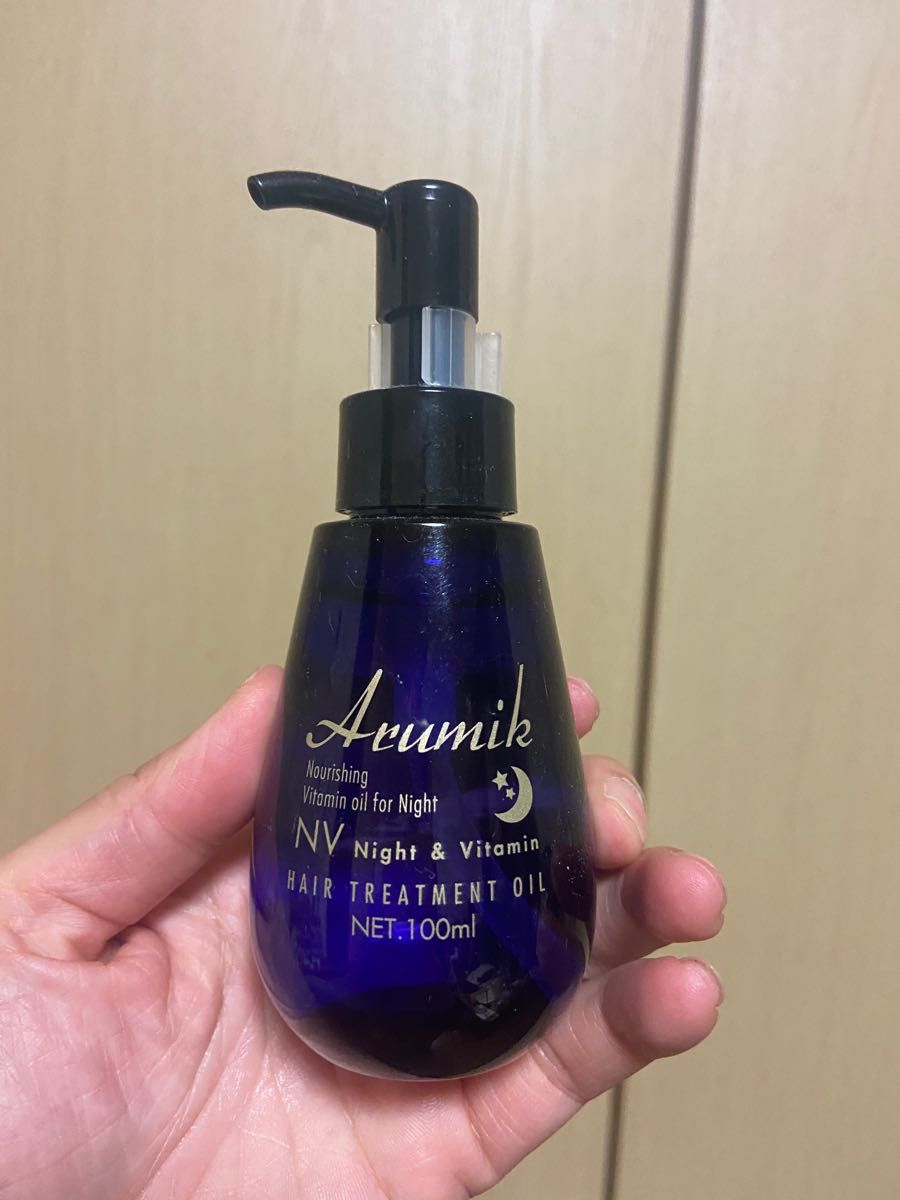 Arumik
Nourishing
Vitamin oil for Night
NV Night & Vitamin
HAIR TREATMENT OIL
NET.100ml